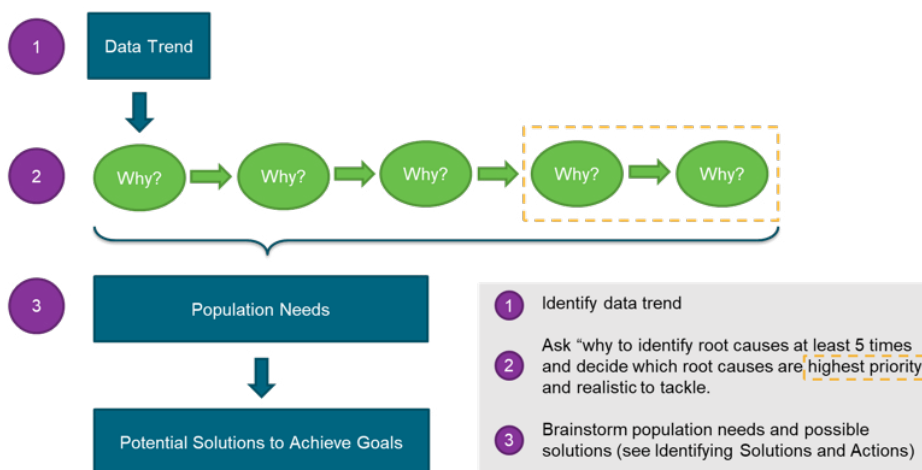 1
Data Trend
2
Why?
Why?
Why?
Why?
Why?
3
Population Needs
Potential Solutions to Achieve Goals
1
Identify data trend
2
Ask “why to identify root causes at least 5 times
and decide which root causes are highest priority
and realistic to tackle.
3
Brainstorm population needs and possible
solutions (see Identifying Solutions and Actions)